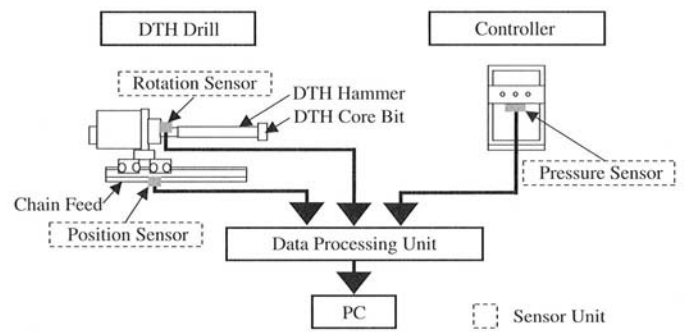 DTH Drill
Controller
Rotation Sensor
DTH Hammer
DTH Core Bit
Pressure Sensor
Chain Feed
Position Sensor
Data Processing Unit
PC
Sensor Unit